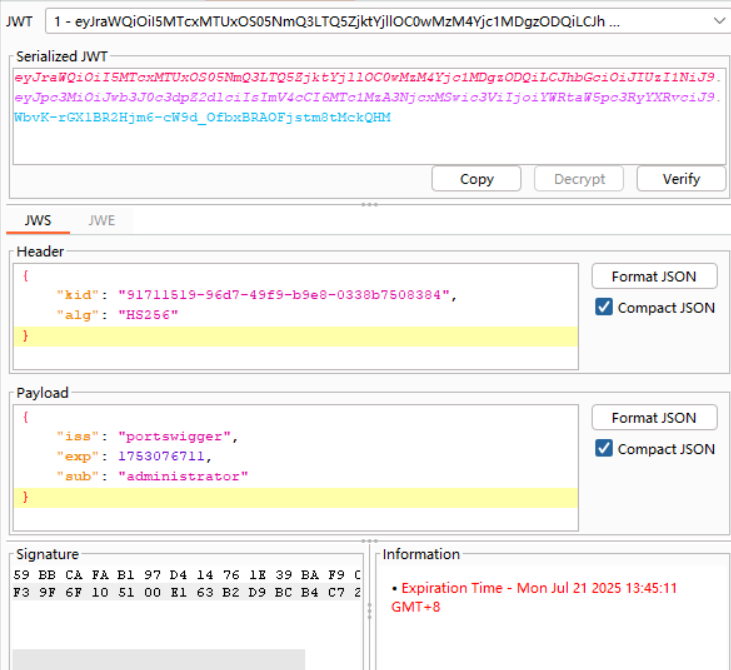 JWT 1 - eyJraWQiOiI5MTcxMTUxOS05NmQ3LTQ5ZjktYjllOC0wMzM4Yjc1MDgzODQiLCJh ...
Serialized JWT
eyJraWQiOiI5MTcxMTUxOS05NmQ3LTQ5ZjktYjllOC0wMzM4Yjc1MDgzODQiLCJhbGciOiJIUzI1NiJ9.
eyJpc3MiOiJwb3J0c3dpZ2dlciIsImV4cCI6MTc1MzA3NjcxMSwic3ViIjoiYWRtaW5pc3RyYXRvciJ9.
WbvK-rGX1BR2Hjm6-cW9d_OfbxBRAOFjstm8tMckQHM
Copy Decrypt Verify
JWS JWE
Header
{
"kid": "91711519-96d7-49f9-b9e8-0338b7508384",
"alg": "HS256"
}
Format JSON
Compact JSON
Payload
{
"iss": "portswigger",
"exp": 1753076711,
"sub": "administrator"
}
Format JSON
Compact JSON
Signature
59 BB CA FA B1 97 D4 14 76 1E 39 BA F9
F3 9F 6F 10 51 00 E1 63 B2 D9 BC B4 C7
Information
• Expiration Time - Mon Jul 21 2025 13:45:11
GMT+8